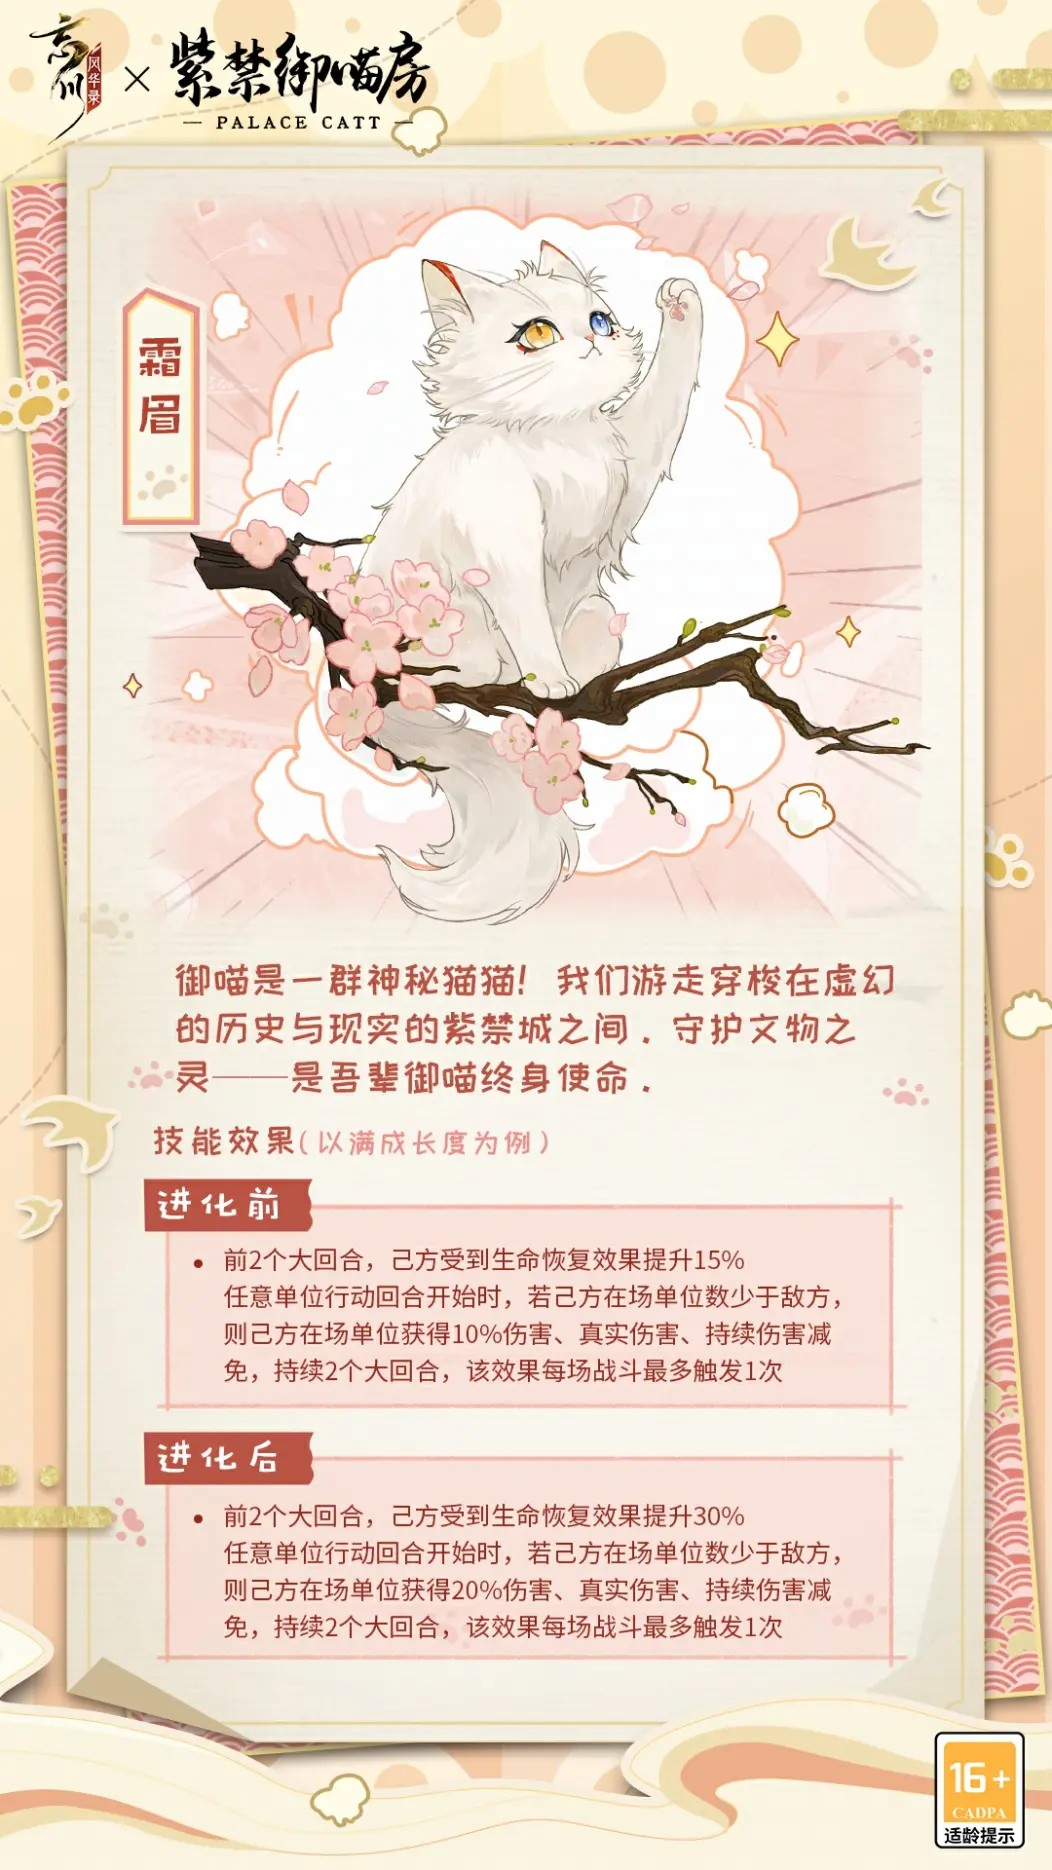 忘川
风华录
×
紫禁御喵房
PALACE CATT
霜眉
御喵是一群神秘猫猫！我们游走穿梭在虚幻
的历史与现实的紫禁城之间．守护文物之
灵——是吾辈御喵终身使命．
技能效果(以满成长度为例)
进化前
• 前2个大回合，己方受到生命恢复效果提升15%
任意单位行动回合开始时，若己方在场单位数少于敌方，
则己方在场单位获得10%伤害、真实伤害、持续伤害减
免，持续2个大回合，该效果每场战斗最多触发1次
进化后
• 前2个大回合，己方受到生命恢复效果提升30%
任意单位行动回合开始时，若己方在场单位数少于敌方，
则己方在场单位获得20%伤害、真实伤害、持续伤害减
免，持续2个大回合，该效果每场战斗最多触发1次
16+
CADPA
适龄提示